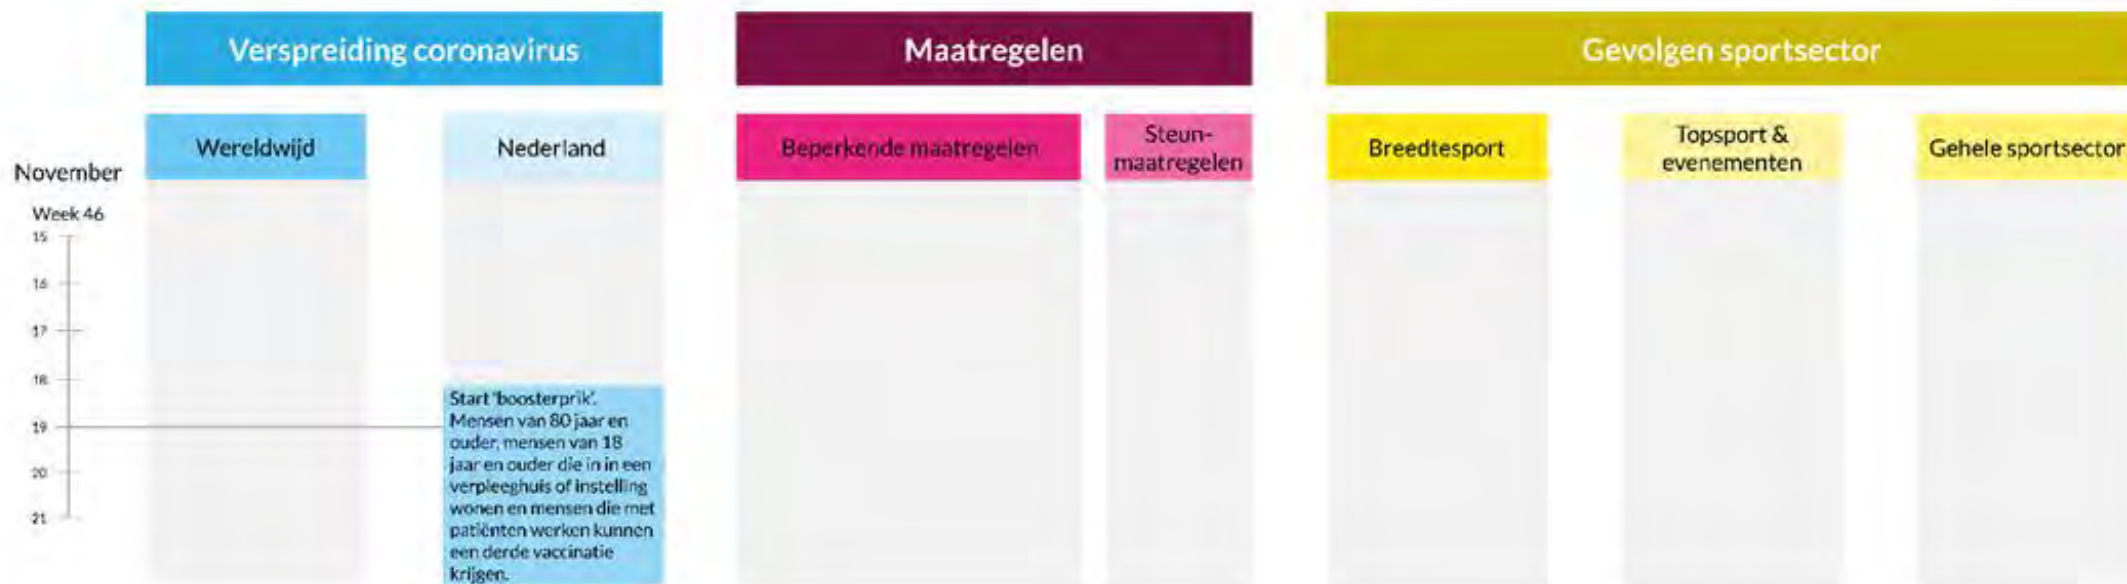 Verspreiding coronavirus
Maatregelen
Gevolgen sportsector
Wereldwijd
Nederland
Beperkende maatregelen
Steun-
maatregelen
Breedtesport
Topsport &
evenementen
Gehele sportsector
November
Week 46
15
16
17
18
19
20
21
Start 'boosterprik'.
Mensen van 80 jaar en
ouder, mensen van 18
jaar en ouder die in in een
verpleeghuis of instelling
wonen en mensen die met
patiënten werken kunnen
een derde vaccinatie
krijgen.